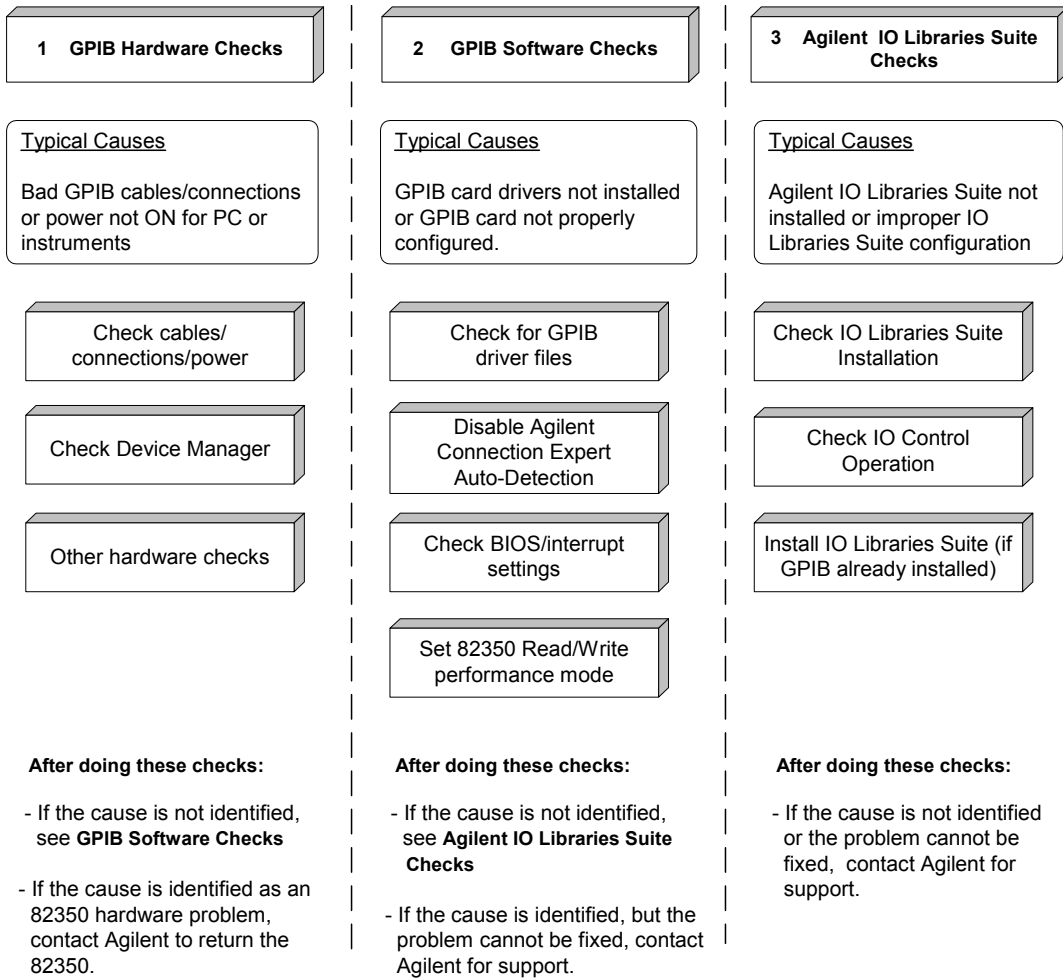 1 GPIB Hardware Checks
Typical Causes
Bad GPIB cables/connections
or power not ON for PC or
instruments
Check cables/
connections/power
Check Device Manager
Other hardware checks
After doing these checks:
- If the cause is not identified,
see GPIB Software Checks
- If the cause is identified as an
82350 hardware problem,
contact Agilent to return the
82350.
2 GPIB Software Checks
Typical Causes
GPIB card drivers not installed
or GPIB card not properly
configured.
Check for GPIB
driver files
Disable Agilent
Connection Expert
Auto-Detection
Check BIOS/interrupt
settings
Set 82350 Read/Write
performance mode
After doing these checks:
- If the cause is not identified,
see Agilent IO Libraries Suite
Checks
- If the cause is identified, but the
problem cannot be fixed, contact
Agilent for support.
3 Agilent IO Libraries Suite
Checks
Typical Causes
Agilent IO Libraries Suite not
installed or improper IO
Libraries Suite configuration
Check IO Libraries Suite
Installation
Check IO Control
Operation
Install IO Libraries Suite (if
GPIB already installed)
After doing these checks:
- If the cause is not identified
or the problem cannot be
fixed, contact Agilent for
support.